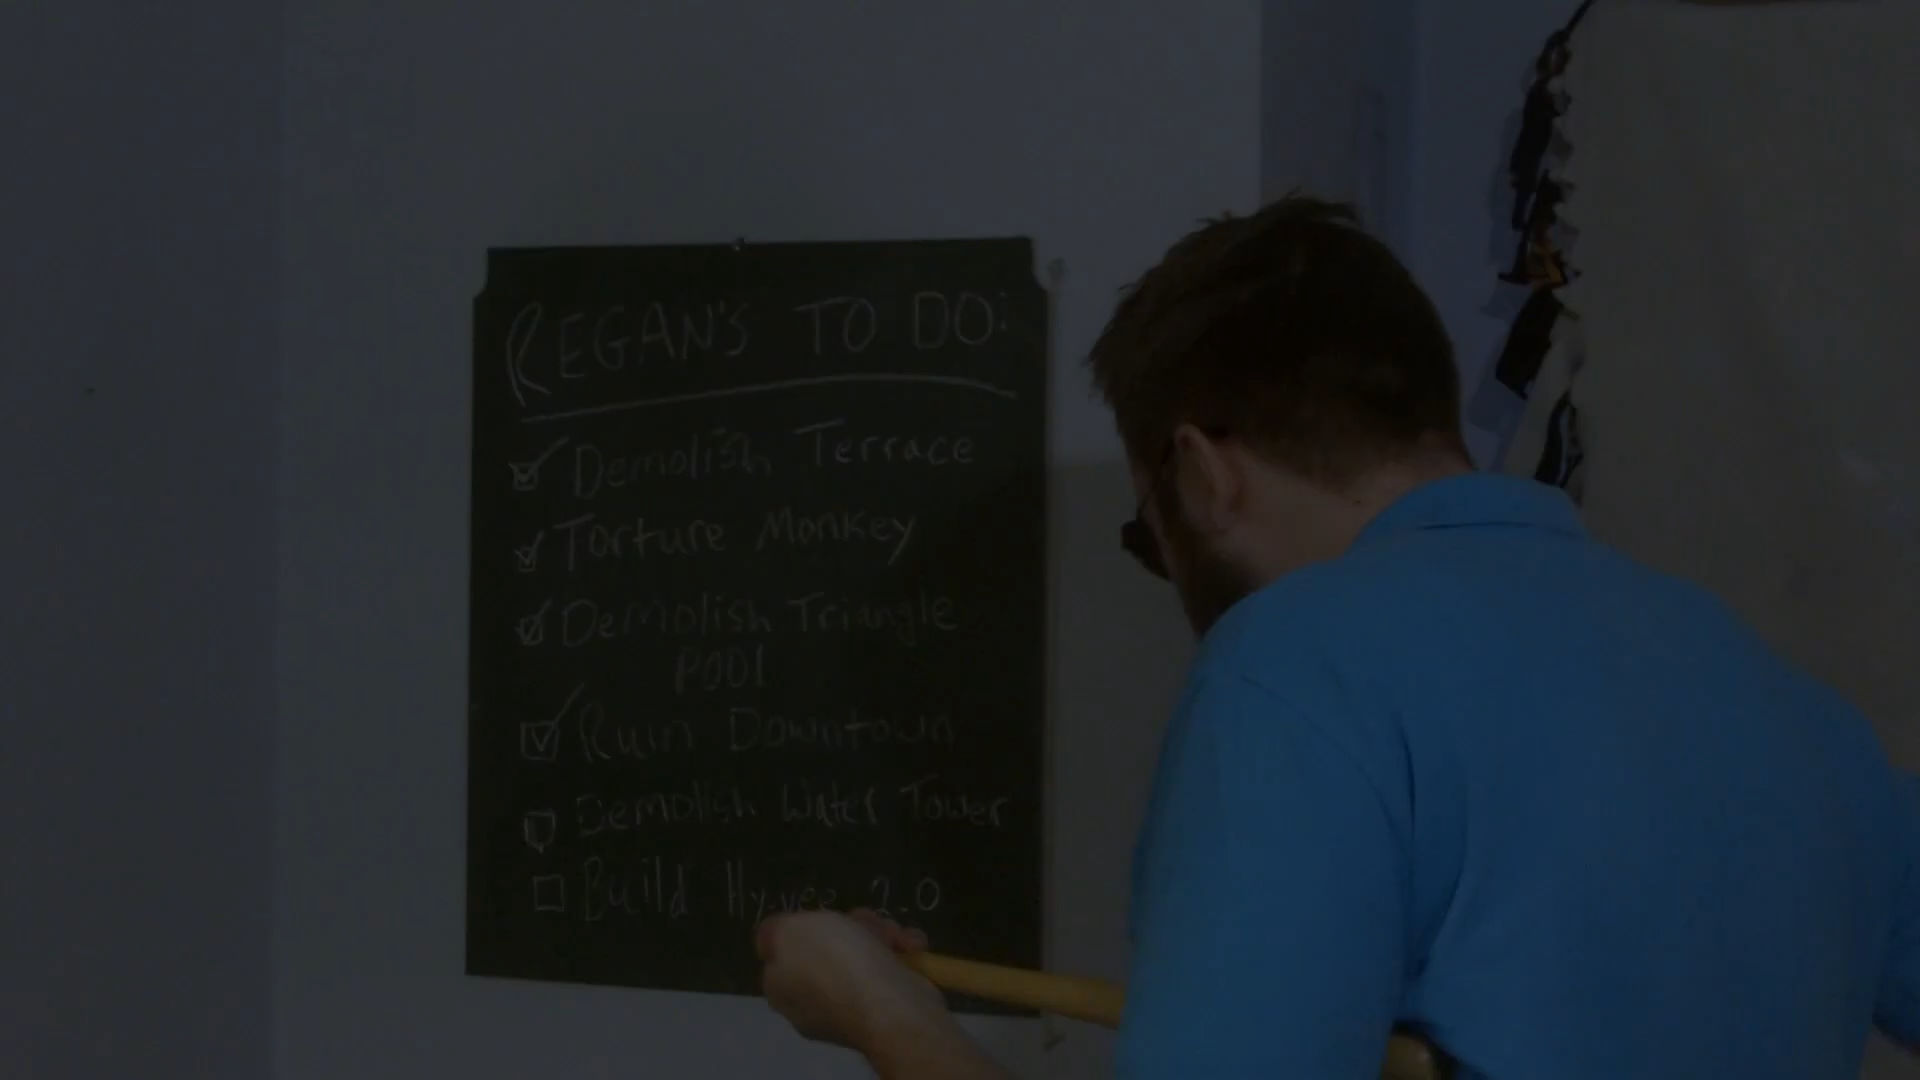 REGAN'S TO DO:
Demolish Terrace
Torture Monkey
Demolish Triangle
Pool
Ruin Downtown
Demolish Water Tower
Build Hy-vee 2.0